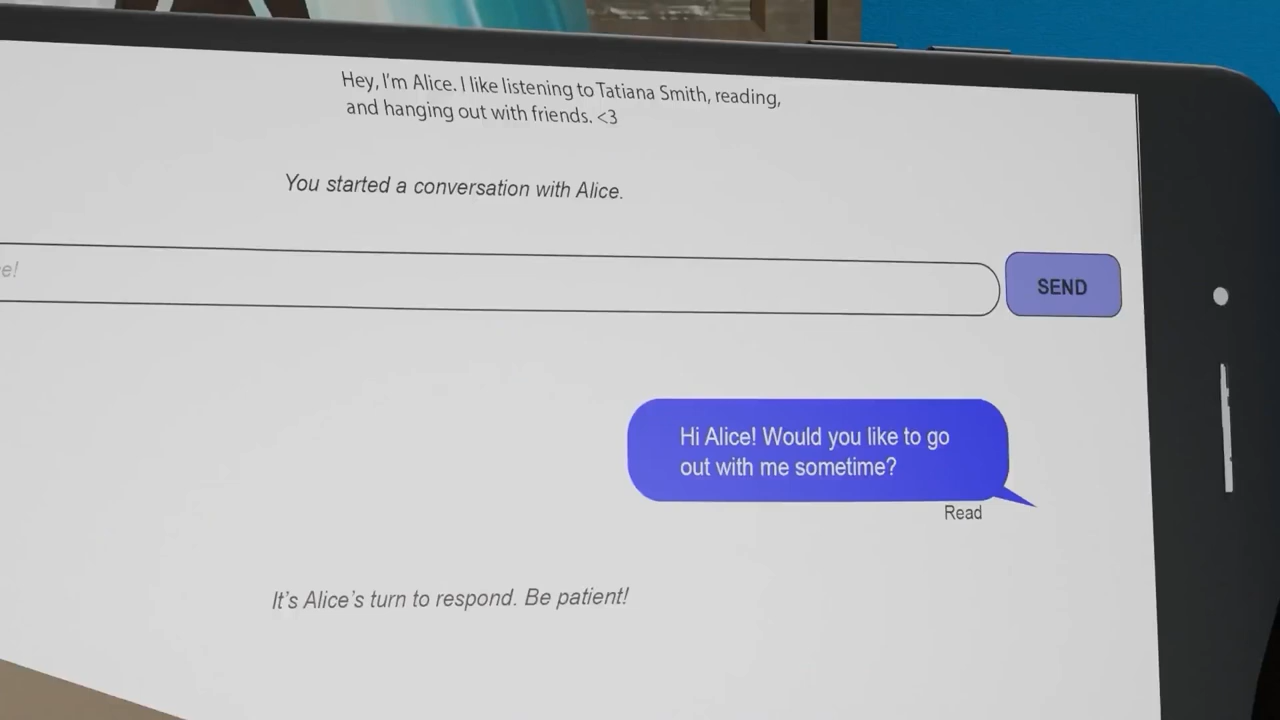 Hey, I'm Alice. I like listening to Tatiana Smith, reading,
and hanging out with friends. <3
You started a conversation with Alice.
e!
SEND
Hi Alice! Would you like to go
out with me sometime?
Read
It's Alice's turn to respond. Be patient!